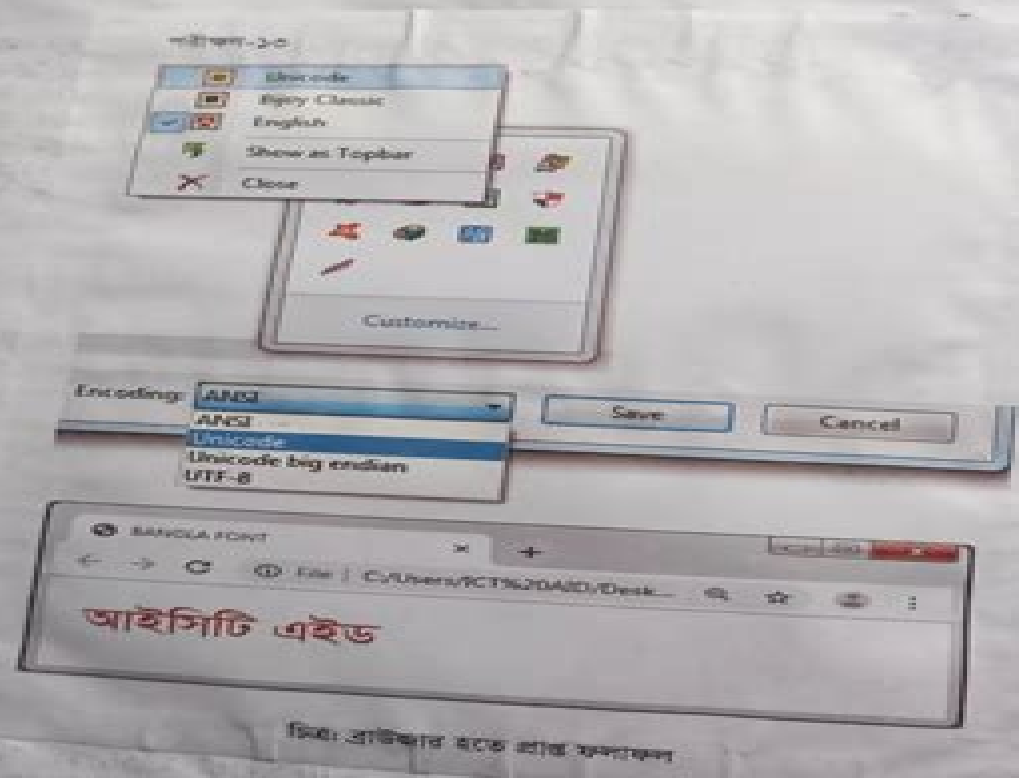 Unicode
Bijoy Classic
English
Show as Topbar
Close
Customize...
Encoding: ANSI Save Cancel
ANSI
Unicode
Unicode big endian
UTF-8
BANGLA FONT
File | C:/Users/ICT%20AID/Desk...
আইসিটি এইড
চিত্র: ব্রাউজার হতে প্রাপ্ত ফলাফল